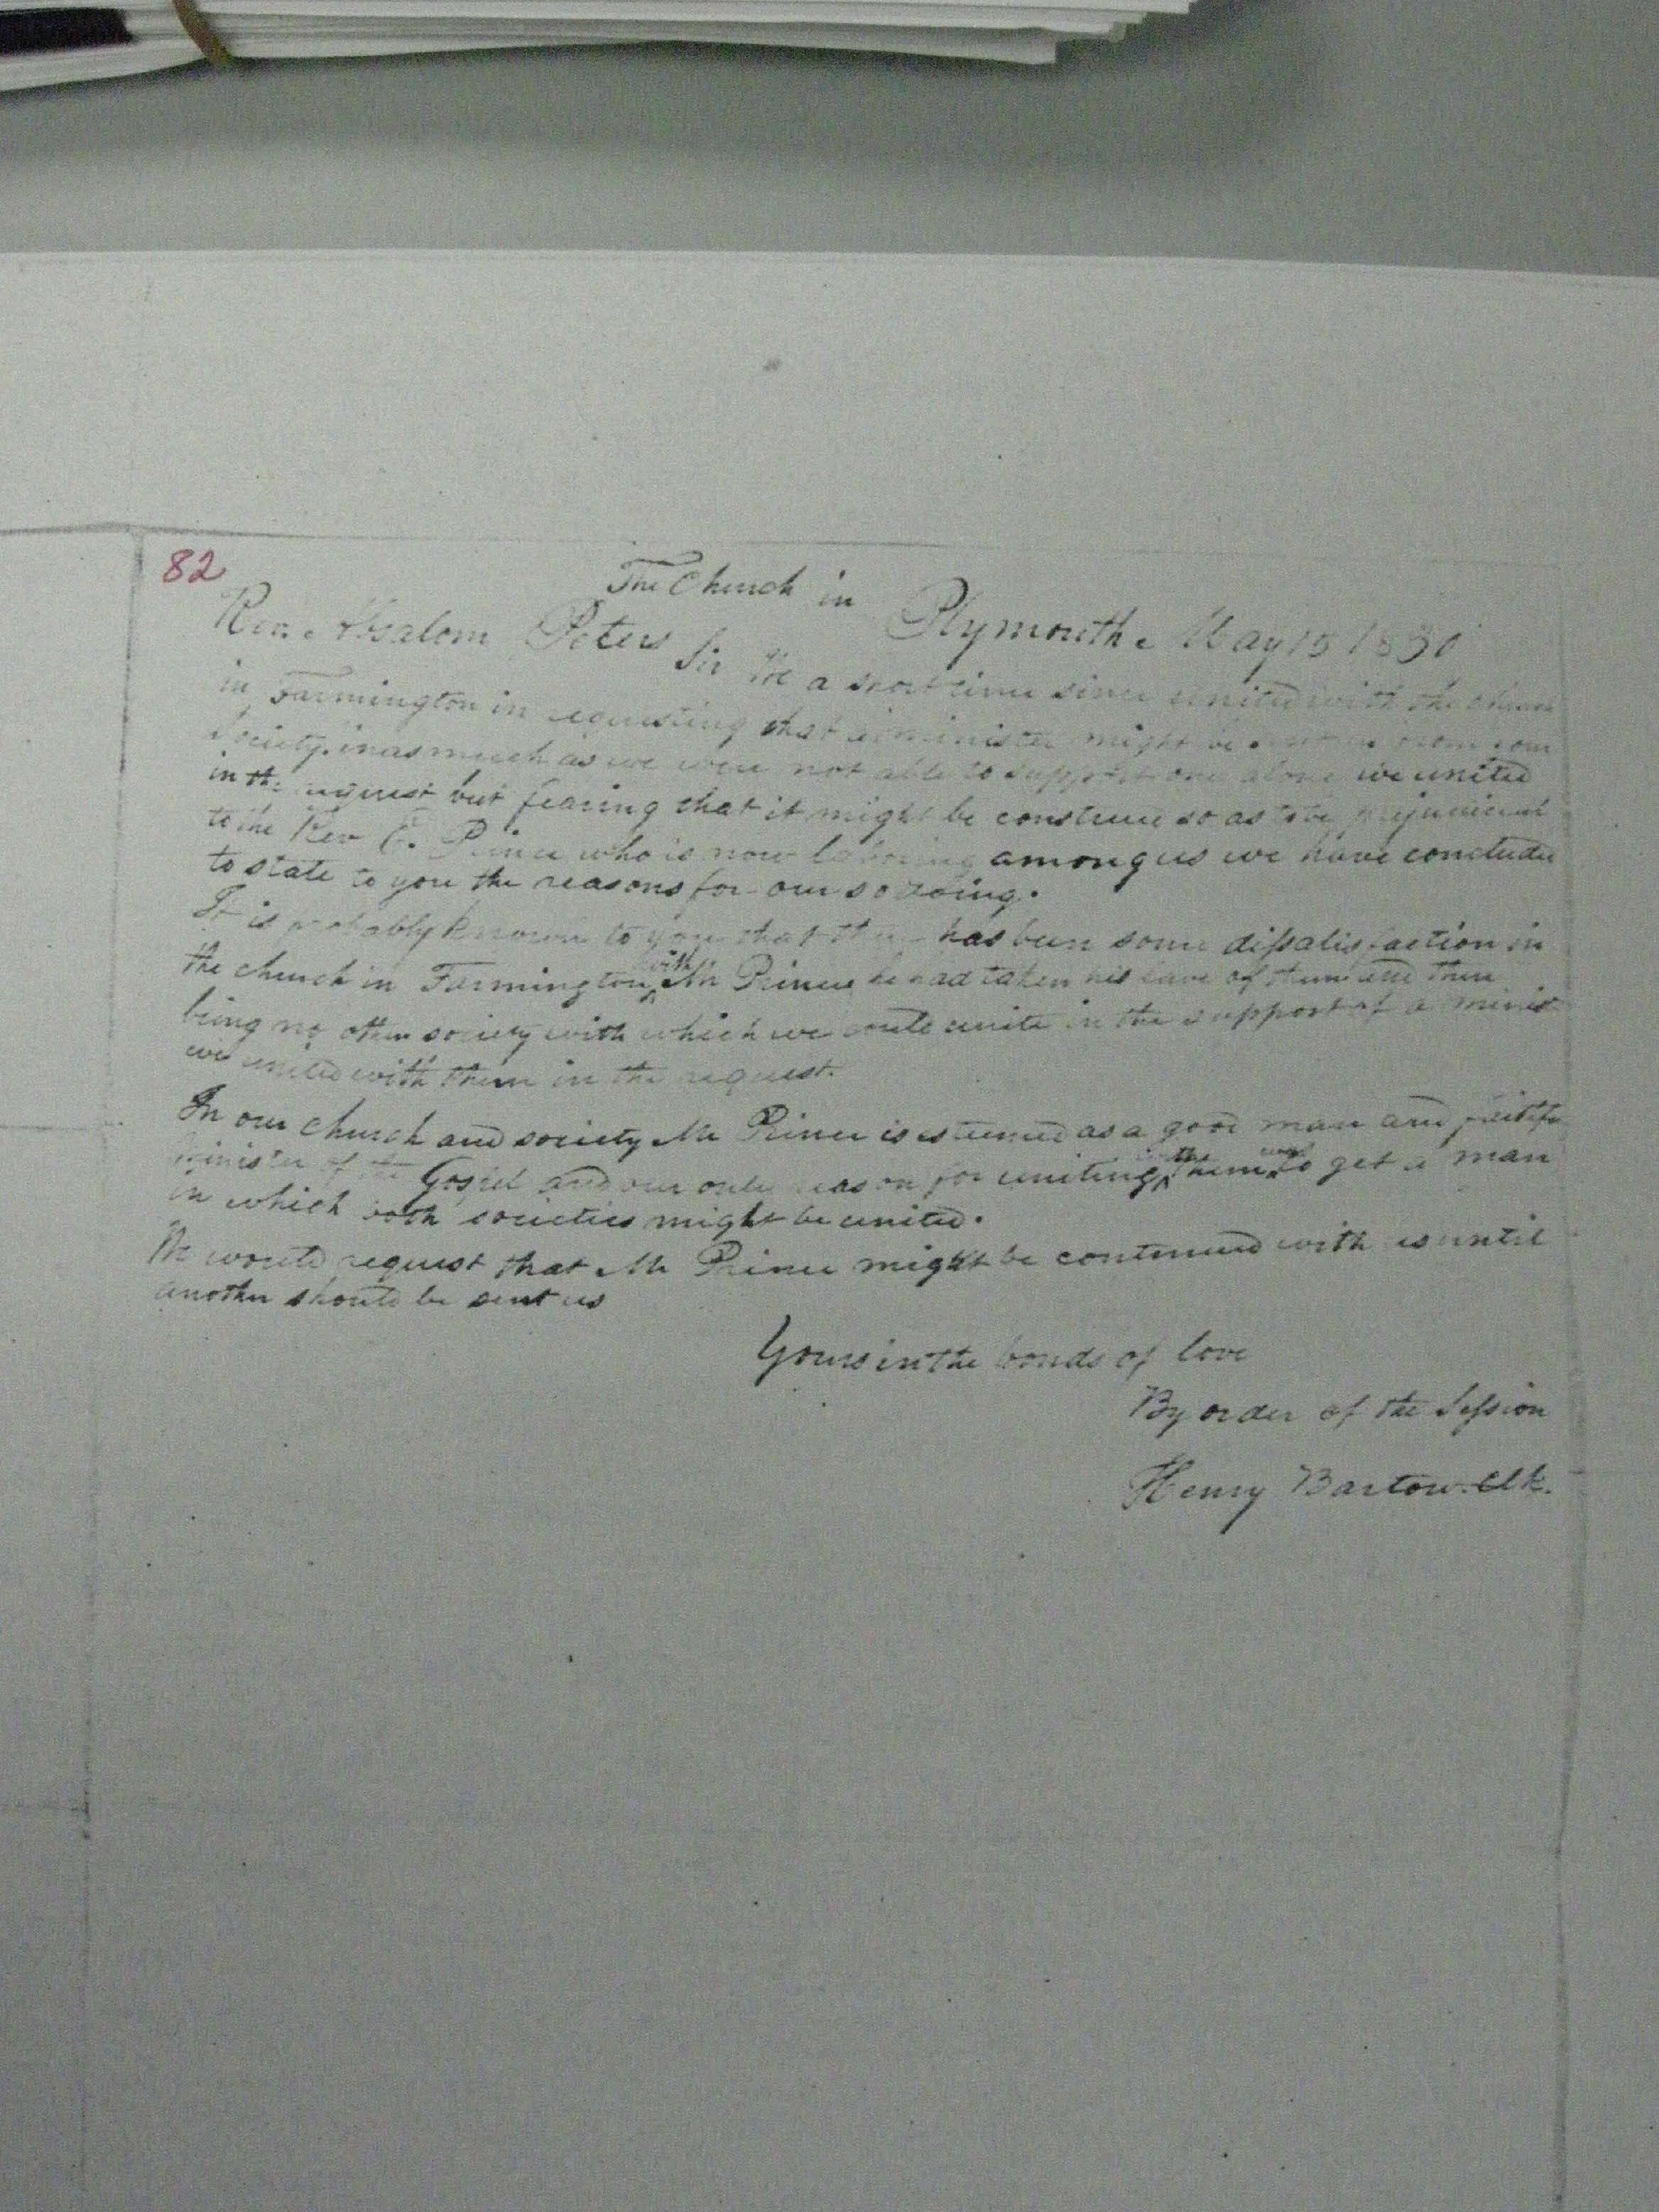 82
The Church in Plymouth. May 15 1830
Rev. Absalom Peters Sir We a short time since united with the church
in Farmington in requesting that a minister might be from your
Society. inasmuch as we were not able to support one alone we united
in the request but fearing that it might be construed so as to be prejudicial
to the Rev Prince who is now laboring among us we have concluded
to state to you the reasons for our so doing.
It is probably known to you that there has been some dissatisfaction in
the church in Farmington with Mr Prince he had taken his leave of them and there
being no other society with which we could unite in the support of a minist
we united with them in the request.
In our church and society Mr Prince is esteemed as a good man and faithfu
minister of the Gospel and our only reason for uniting them to get a man
in which both societies might be united.
We would request that Mr Prince might be continued with us until
another should be sent us
Yours in the bonds of love
By order of the Session
Henry Bartow. Clk.